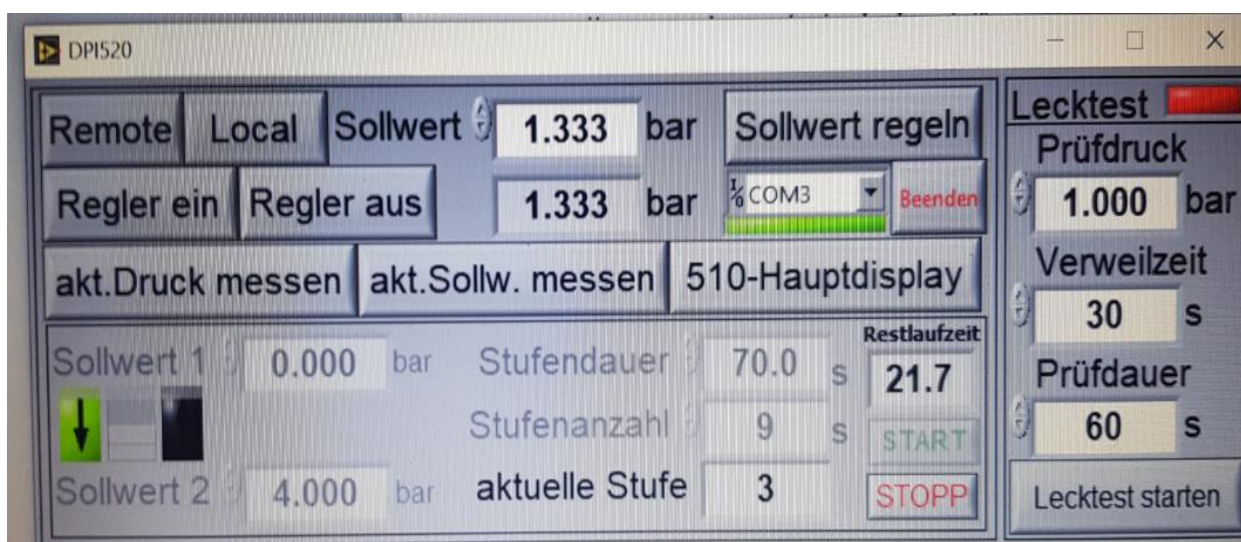 DPI520
Remote Local Sollwert 1.333 bar Sollwert regeln
Regler ein Regler aus 1.333 bar I/O COM3 Beenden
akt.Druck messen akt.Sollw. messen 510-Hauptdisplay
Sollwert 1 0.000 bar Stufendauer 70.0 s Restlaufzeit
21.7
Stufenanzahl 9 s START
Sollwert 2 4.000 bar aktuelle Stufe 3 STOPP
Lecktest
Prüfdruck
1.000 bar
Verweilzeit
30 s
Prüfdauer
60 s
Lecktest starten